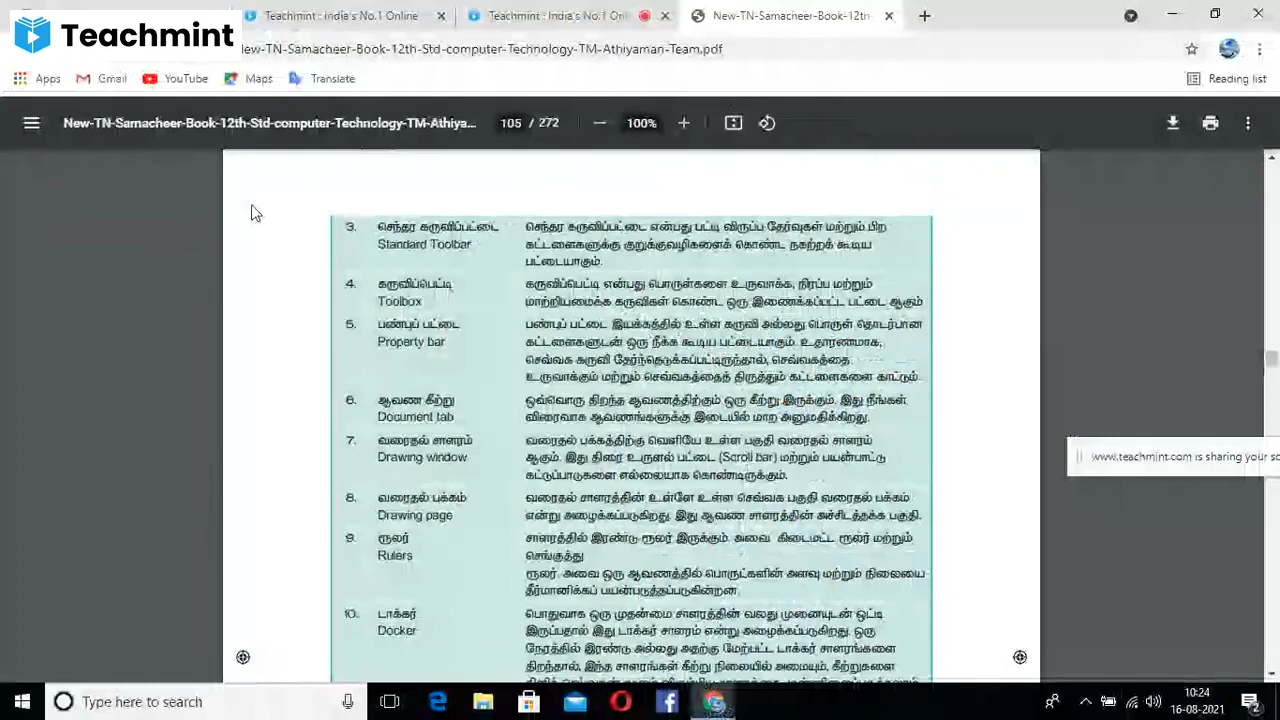 Teachmint: India's No.1 Online
Teachmint: India's No.1 Onl
New-TN-Samacheer-Book-12th
Teachmint
ew-TN-Samacheer-Book-12th-Std-computer-Technology-TM-Athiyaman-Team.pdf
Apps Gmail YouTube Maps Translate Reading list
New-TN-Samacheer-Book-12th-Std-computer-Technology-TM-Athiya... 105 / 272 100%
3. செந்தர கருவிப்பட்டை செந்தர கருவிப்பட்டை என்பது பட்டி விருப்ப தேர்வுகள் மற்றும் பிற
Standard Toolbar கட்டளைகளுக்கு குறுக்குவழிகளைக் கொண்ட நகற்றக் கூடிய
பட்டையாகும்.
4. கருவிப்பெட்டி கருவிப்பெட்டி என்பது பொருள்களை உருவாக்க, நிரப்ப மற்றும்
Toolbox மாற்றியமைக்க கருவிகள் கொண்ட ஒரு இணைக்கப்பட்ட பட்டை ஆகும்
5. பண்புப் பட்டை பண்புப் பட்டை இயக்கத்தில் உள்ள கருவி அல்லது பொருள் தொடர்பான
Property bar கட்டளைகளுடன் ஒரு நீக்க கூடிய பட்டையாகும். உதாரணமாக,
செவ்வக கருவி தேர்ந்தெடுக்கப்பட்டிருந்தால், செவ்வகத்தை
உருவாக்கும் மற்றும் செவ்வகத்தைத் திருத்தும் கட்டளைகளை காட்டும்.
6. ஆவண கீற்று ஒவ்வொரு திறந்த ஆவணத்திற்கும் ஒரு கீற்று இருக்கும். இது நீங்கள்
Document tab விரைவாக ஆவணங்களுக்கு இடையில் மாற அனுமதிக்கிறது.
7. வரைதல் சாளரம் வரைதல் பக்கத்திற்கு வெளியே உள்ள பகுதி வரைதல் சாளரம்
Drawing window ஆகும். இது திரை உருளல் பட்டை (Scroll bar) மற்றும் பயன்பாட்டு
கட்டுப்பாடுகளை எல்லையாக கொண்டிருக்கும்.
8. வரைதல் பக்கம் வரைதல் சாளரத்தின் உள்ளே உள்ள செவ்வக பகுதி வரைதல் பக்கம்
Drawing page என்று அழைக்கப்படுகிறது. இது ஆவண சாளரத்தின் அச்சிடத்தக்க பகுதி.
9. ரூலர் சாளரத்தில் இரண்டு ரூலர் இருக்கும். அவை கிடைமட்ட ரூலர் மற்றும்
Rulers செங்குத்து
ரூலர். அவை ஒரு ஆவணத்தில் பொருட்களின் அளவு மற்றும் நிலையை
தீர்மானிக்கப் பயன்படுத்தப்படுகின்றன.
10. டாக்கர் பொதுவாக ஒரு முதன்மை சாளரத்தின் வலது முனையுடன் ஒட்டி
Docker இருப்பதால் இது டாக்கர் சாளரம் என்று அழைக்கப்படுகிறது. ஒரு
நேரத்தில் இரண்டு அல்லது அதற்கு மேற்பட்ட டாக்கர் சாளரங்களை
திறந்தால், இந்த சாளரங்கள் கீற்று நிலையில் அமையும், கீற்றுகளை
www.teachmint.com is sharing your sc
Type here to search 10:24
16-08-2021